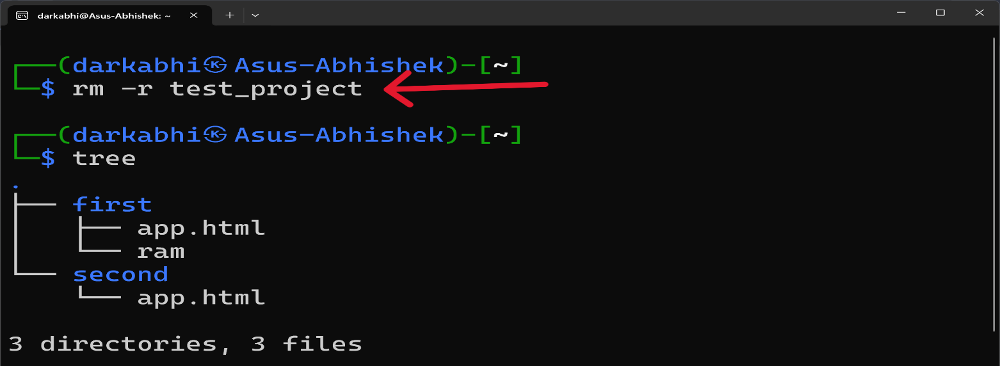 darkabhi@Asus-Abhishek: ~
┌──(darkabhi㉿Asus-Abhishek)-[~]
└─$ rm -r test_project
┌──(darkabhi㉿Asus-Abhishek)-[~]
└─$ tree
.
├── first
│   ├── app.html
│   └── ram
└── second
    └── app.html
3 directories, 3 files